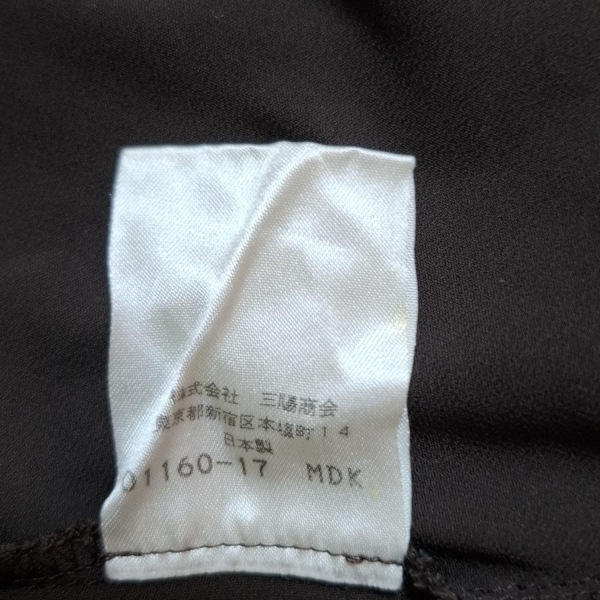 株式会社 三陽商会
東京都新宿区本塩町14
日本製
01160-17 MDK